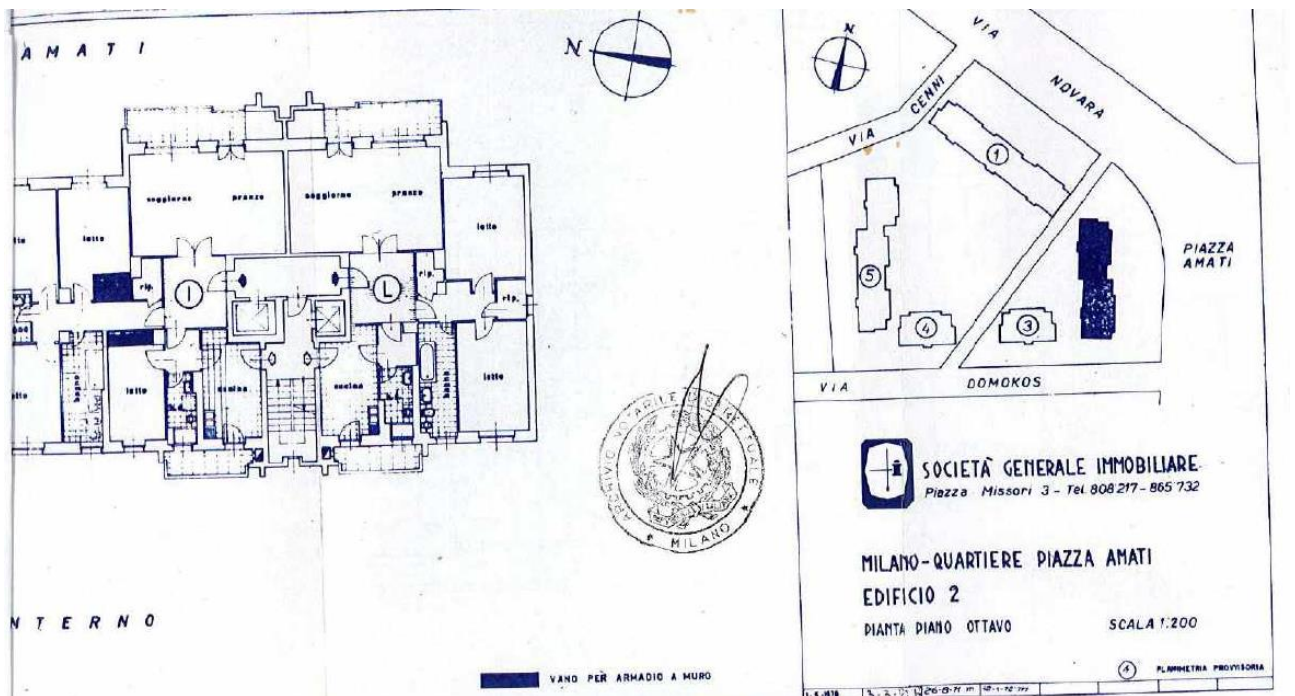 AMATI
N
soggiorno pranzo soggiorno pranzo
letto
letto
rip.
I
L
rip.
rip.
letto
cucina
cucina
bagno
letto
bagno
NTERNO
ARCHIVIO NOTARILE DISTRETTUALE
* MILANO *
VANO PER ARMADIO A MURO
N
VIA NOVARA
VIA CENNI
1
5
4
3
PIAZZA
AMATI
VIA DOMOKOS
SOCIETÀ GENERALE IMMOBILIARE
Piazza Missori 3 - Tel. 808217 - 865732
MILANO-QUARTIERE PIAZZA AMATI
EDIFICIO 2
PIANTA PIANO OTTAVO SCALA 1:200
4 PLANIMETRIA PROVVISORIA